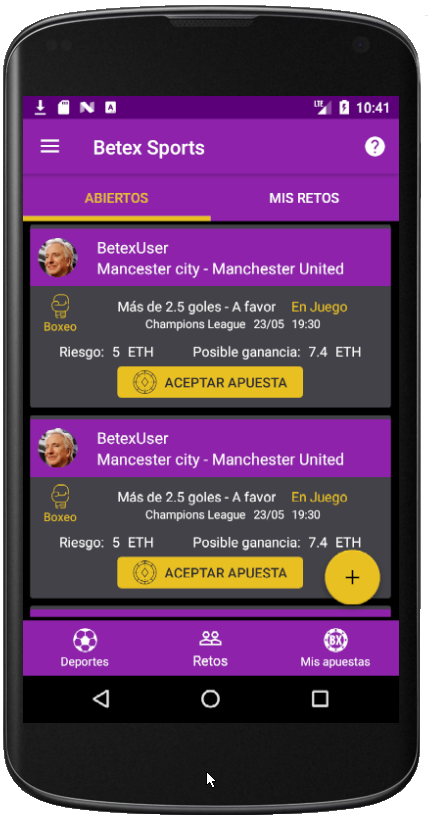 LTE 10:41
Betex Sports
ABIERTOS MIS RETOS
BetexUser
Mancester city - Manchester United
Más de 2.5 goles - A favor En Juego
Boxeo Champions League 23/05 19:30
Riesgo: 5 ETH Posible ganancia: 7.4 ETH
ACEPTAR APUESTA
BetexUser
Mancester city - Manchester United
Más de 2.5 goles - A favor En Juego
Boxeo Champions League 23/05 19:30
Riesgo: 5 ETH Posible ganancia: 7.4 ETH
ACEPTAR APUESTA
+
BX
Deportes Retos Mis apuestas